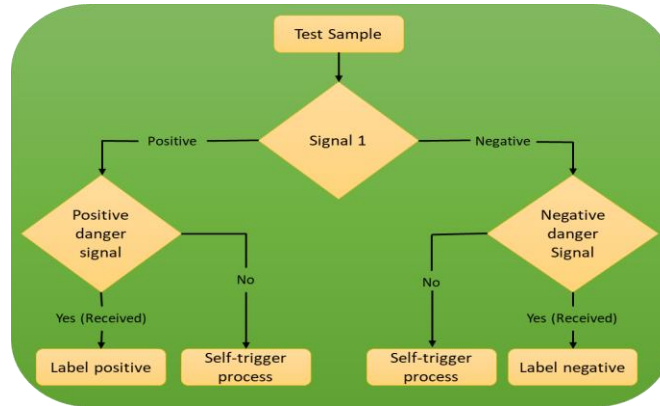 Test Sample
Signal 1
Positive
Negative
Positive
danger
signal
Negative
danger
Signal
No
No
Yes (Received)
Yes (Received)
Label positive
Self-trigger
process
Self-trigger
process
Label negative